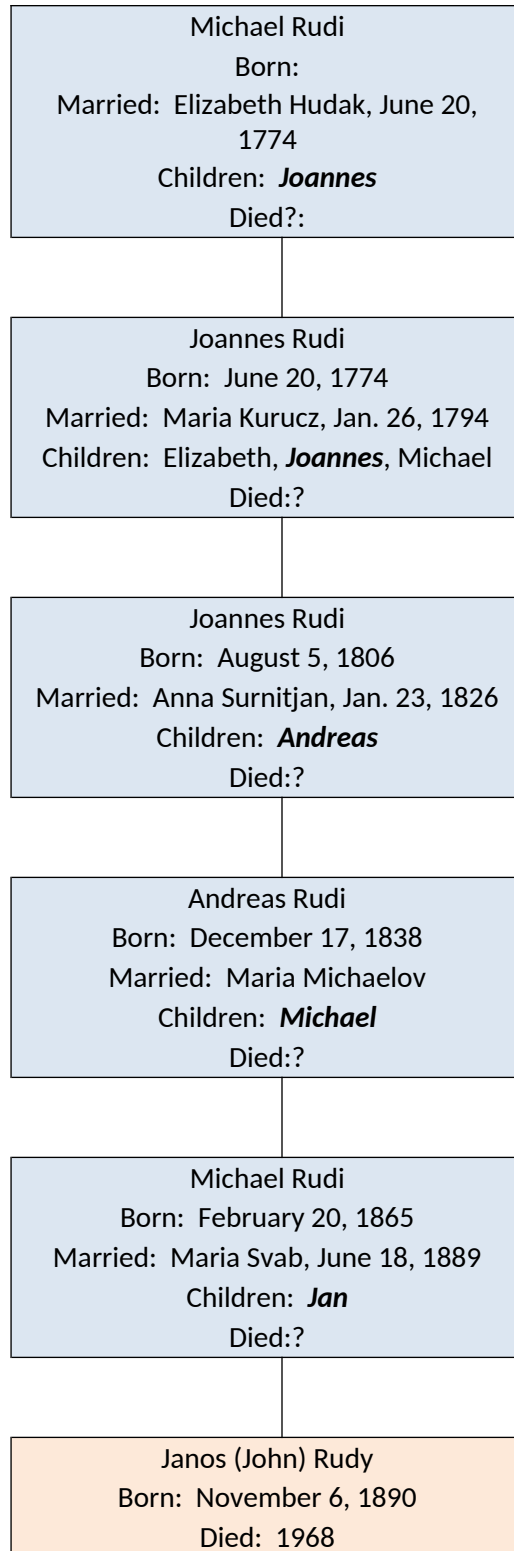 Michael Rudi
Born:
Married:  Elizabeth Hudak, June 20,
1774
Children:  Joannes
Died?:
Joannes Rudi
Born:  June 20, 1774
Married:  Maria Kurucz, Jan. 26, 1794
Children:  Elizabeth, Joannes, Michael
Died:?
Joannes Rudi
Born:  August 5, 1806
Married:  Anna Surnitjan, Jan. 23, 1826
Children:  Andreas
Died:?
Andreas Rudi
Born:  December 17, 1838
Married:  Maria Michaelov
Children:  Michael
Died:?
Michael Rudi
Born:  February 20, 1865
Married:  Maria Svab, June 18, 1889
Children:  Jan
Died:?
Janos (John) Rudy
Born:  November 6, 1890
Died:  1968